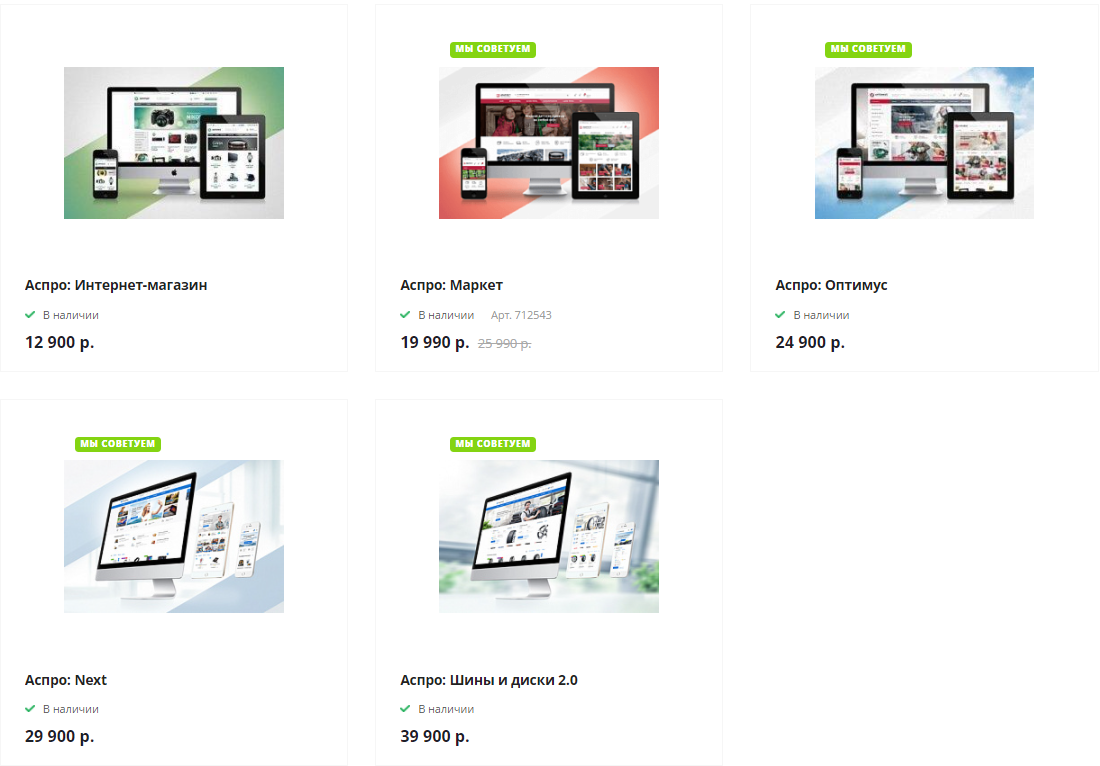 МЫ СОВЕТУЕМ
МЫ СОВЕТУЕМ
Аспро: Интернет-магазин
В наличии
12 900 р.
Аспро: Маркет
В наличии Арт. 712543
19 990 р. 25 990 р.
Аспро: Оптимус
В наличии
24 900 р.
МЫ СОВЕТУЕМ
МЫ СОВЕТУЕМ
Аспро: Next
В наличии
29 900 р.
Аспро: Шины и диски 2.0
В наличии
39 900 р.